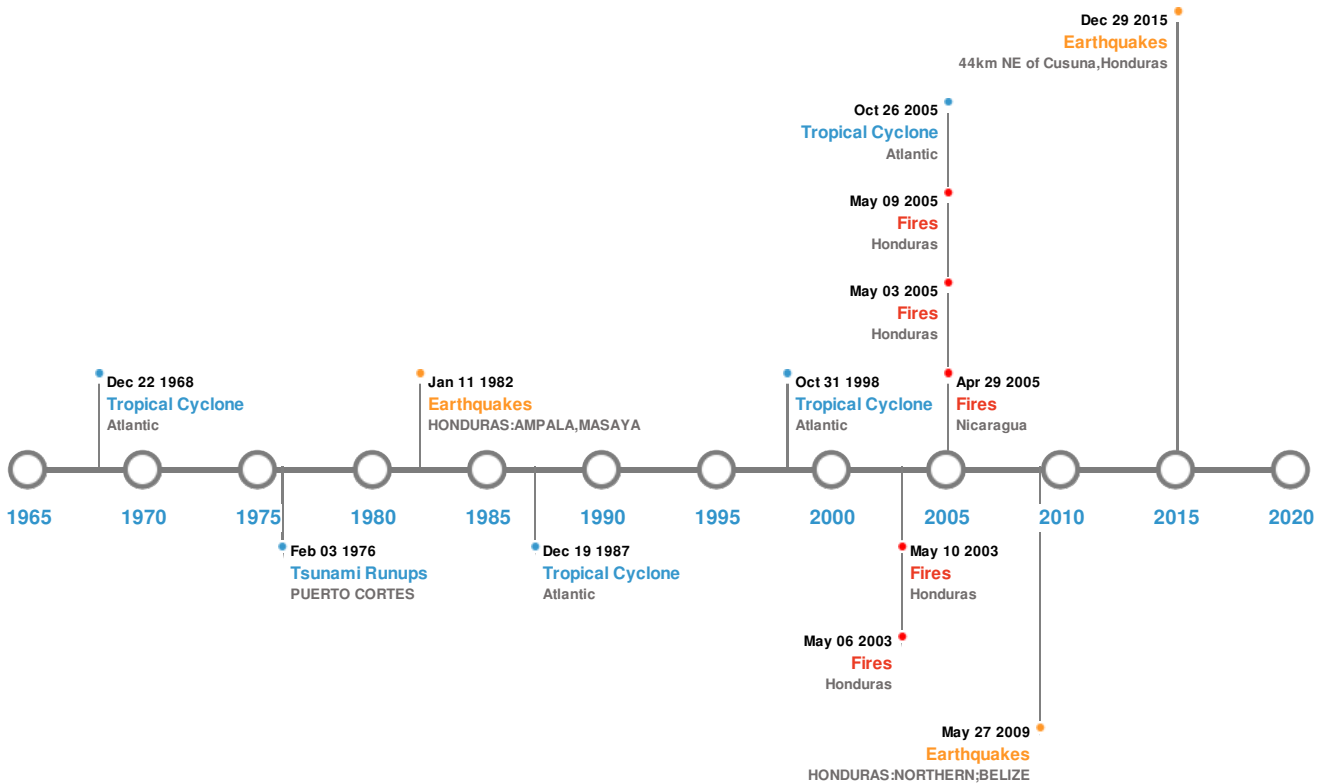 Dec 29 2015
Earthquakes
44km NE of Cusuna,Honduras
Oct 26 2005
Tropical Cyclone
Atlantic
May 09 2005
Fires
Honduras
May 03 2005
Fires
Honduras
Dec 22 1968
Tropical Cyclone
Atlantic
Jan 11 1982
Earthquakes
HONDURAS:AMPALA,MASAYA
Oct 31 1998
Tropical Cyclone
Atlantic
Apr 29 2005
Fires
Nicaragua
1965 1970 1975 1980 1985 1990 1995 2000 2005 2010 2015 2020
Feb 03 1976
Tsunami Runups
PUERTO CORTES
Dec 19 1987
Tropical Cyclone
Atlantic
May 10 2003
Fires
Honduras
May 06 2003
Fires
Honduras
May 27 2009
Earthquakes
HONDURAS:NORTHERN;BELIZE